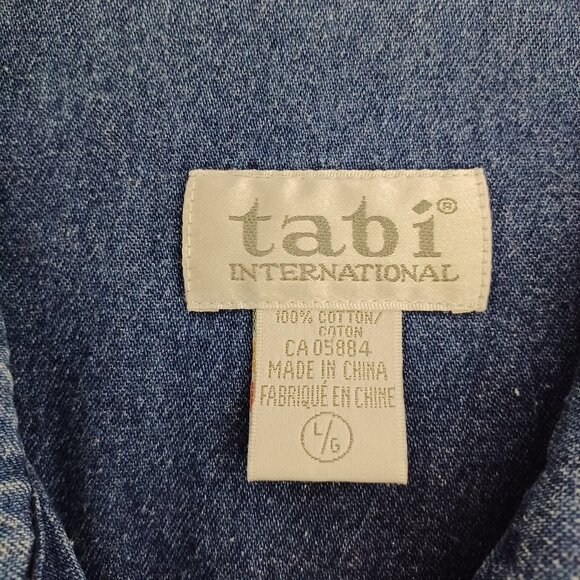 tabi®
INTERNATIONAL
100% COTTON/
COTON
CA 05884
MADE IN CHINA
FABRIQUÉ EN CHINE
L/G